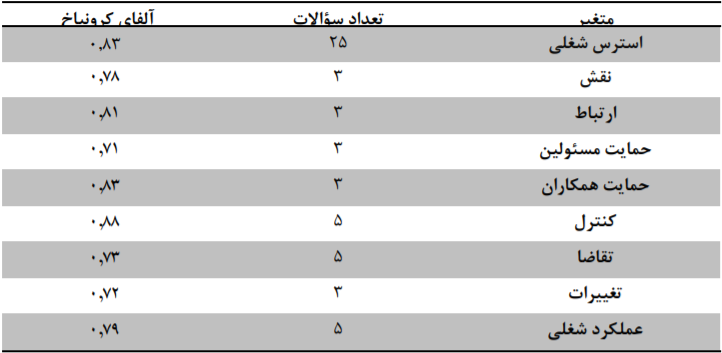 متغیر تعداد سؤالات آلفای کرونباخ
استرس شغلی ۲۵ ۰٫۸۳
نقش ۳ ۰٫۷۸
ارتباط ۳ ۰٫۸۱
حمایت مسئولین ۳ ۰٫۷۱
حمایت همکاران ۳ ۰٫۸۳
کنترل ۵ ۰٫۸۸
تقاضا ۵ ۰٫۷۳
تغییرات ۳ ۰٫۷۲
عملکرد شغلی ۵ ۰٫۷۹